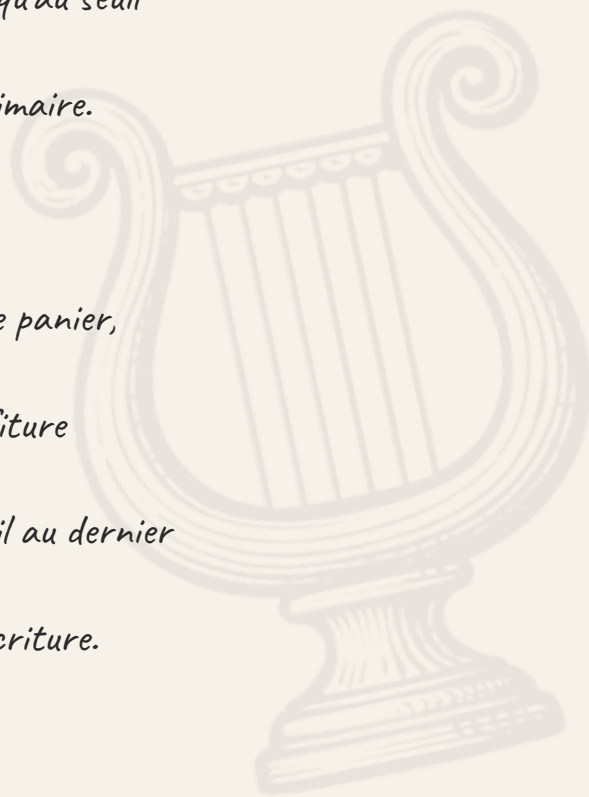 qu'au seuil
imaire.
e panier,
iture
il au dernier
criture.